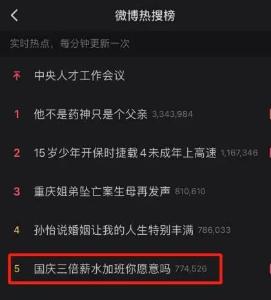 微博热搜榜
实时热点，每分钟更新一次
中央人才工作会议
1 他不是药神只是个父亲 3,343,984
2 15岁少年开保时捷载4未成年上高速 1,167,346
3 重庆姐弟坠亡案生母再发声 810,610
4 孙怡说婚姻让我的人生特别丰满 786,033
5 国庆三倍薪水加班你愿意吗 774,526